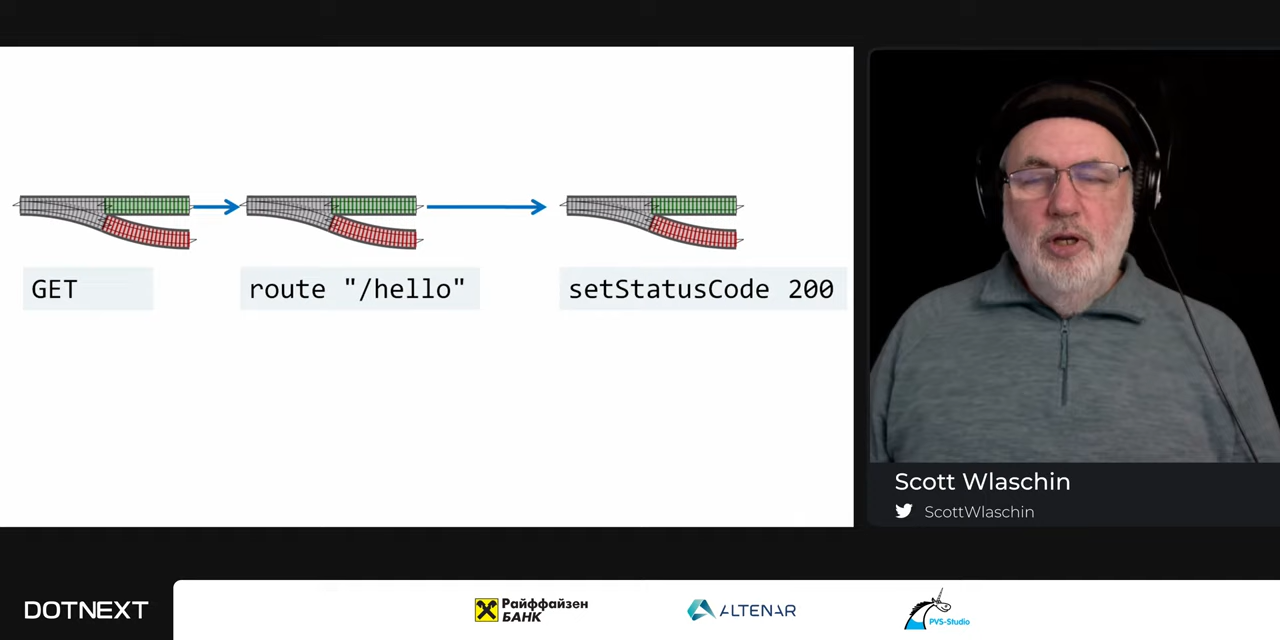 GET
route "/hello"
setStatusCode 200
Scott Wlaschin
ScottWlaschin
DOTNEXT
Райффайзен
БАНК
ALTENAR
PVS-Studio